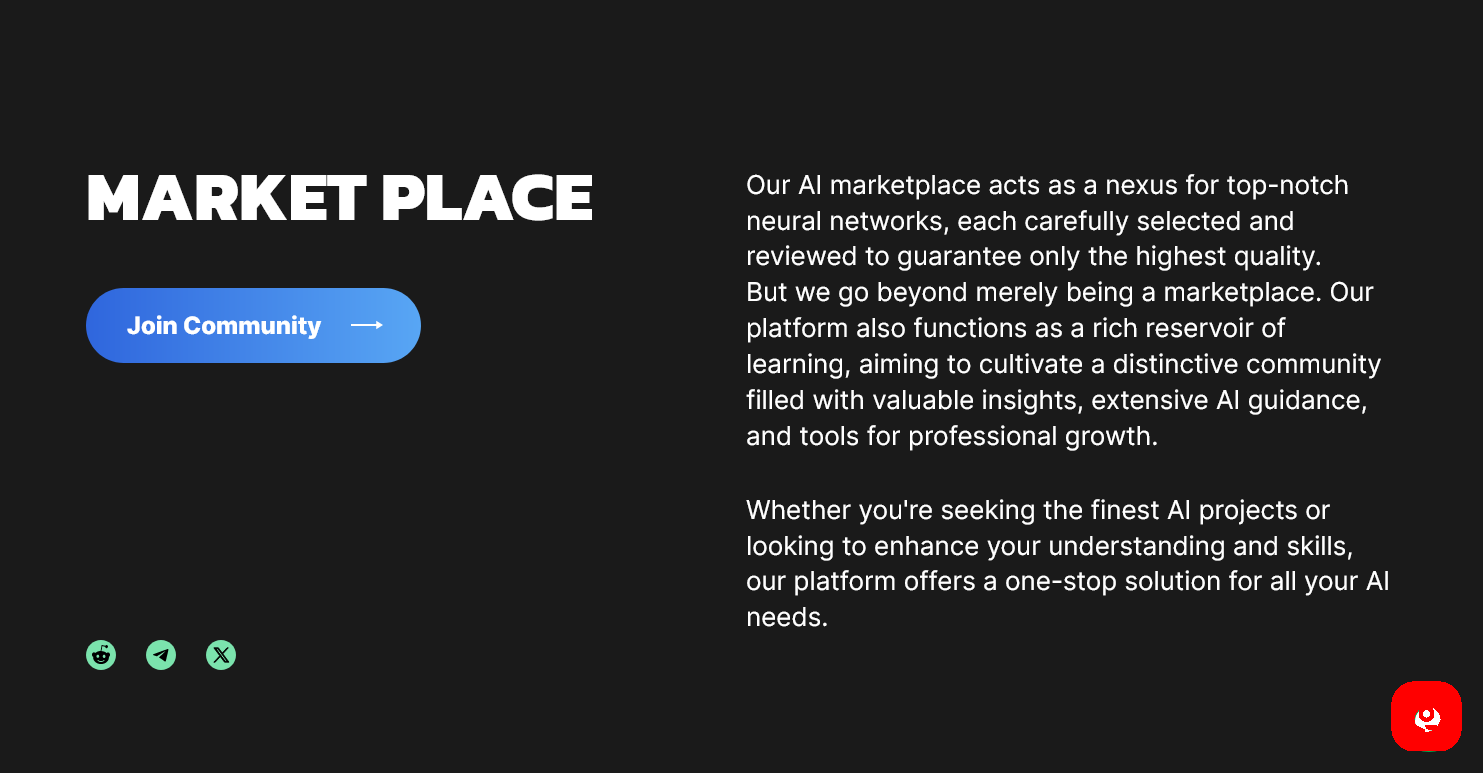 MARKET PLACE
Join Community
Our AI marketplace acts as a nexus for top-notch
neural networks, each carefully selected and
reviewed to guarantee only the highest quality.
But we go beyond merely being a marketplace. Our
platform also functions as a rich reservoir of
learning, aiming to cultivate a distinctive community
filled with valuable insights, extensive AI guidance,
and tools for professional growth.
Whether you're seeking the finest AI projects or
looking to enhance your understanding and skills,
our platform offers a one-stop solution for all your AI
needs.